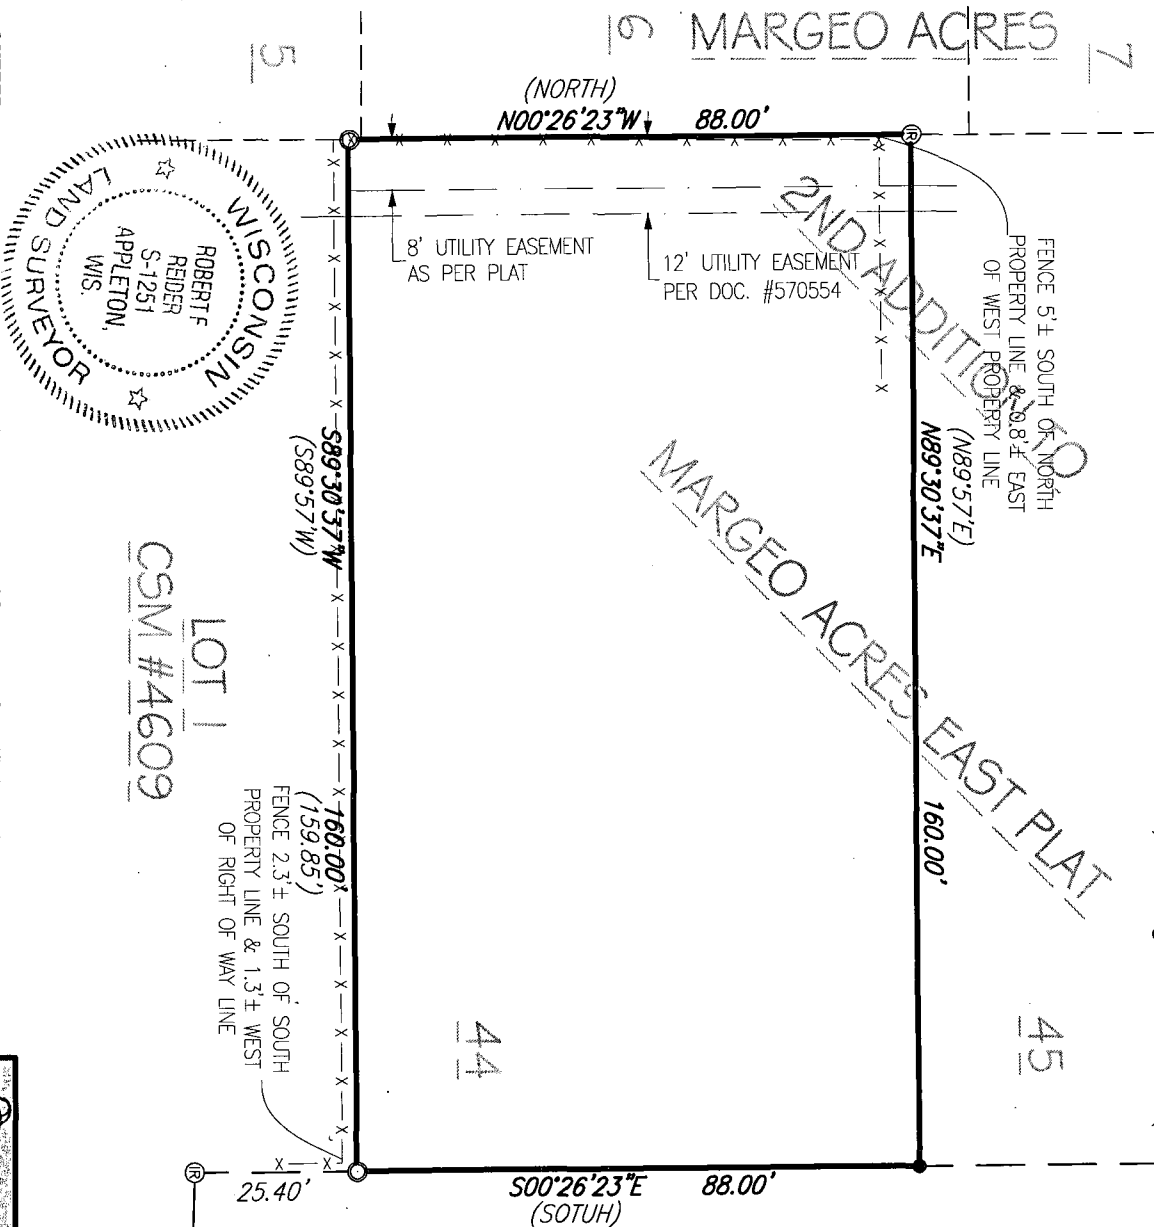 MARGEO ACRES
5
6
7
(NORTH)
N00°26'23"W 88.00'
8' UTILITY EASEMENT
AS PER PLAT
12' UTILITY EASEMENT
PER DOC. #570554
WISCONSIN
LAND SURVEYOR
ROBERT F
REIDER
S-1251
APPLETON,
WIS.
2ND ADDITION TO
MARGEO ACRES EAST PLAT
FENCE 5'± SOUTH OF NORTH
PROPERTY LINE & 0.8'± EAST
OF WEST PROPERTY LINE
(N89°57'E)
N89°30'37"E
160.00'
S89°30'37"W
(S89°57'W)
160.00'
(159.85')
LOT 1
CSM #4609
FENCE 2.3'± SOUTH OF SOUTH
PROPERTY LINE & 1.3'± WEST
OF RIGHT OF WAY LINE
44
45
IR
IR
25.40'
S00°26'23"E 88.00'
(SOTUH)